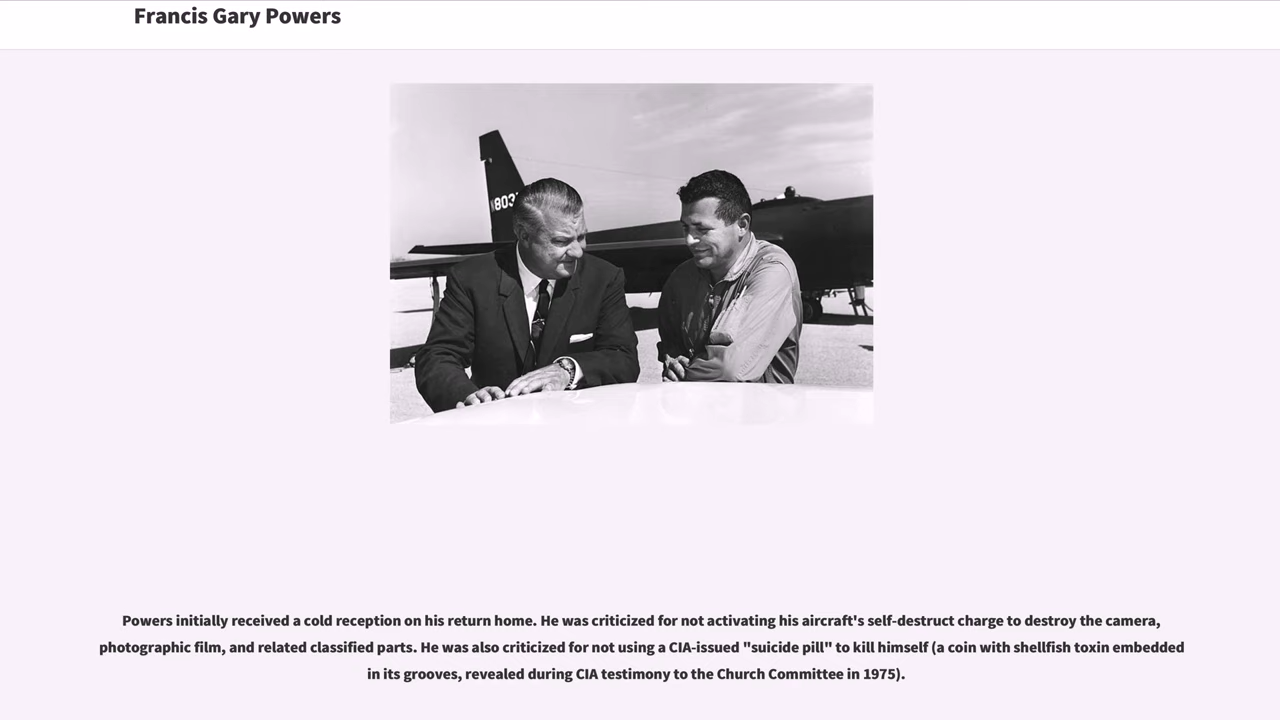 Francis Gary Powers
N803
Powers initially received a cold reception on his return home. He was criticized for not activating his aircraft's self-destruct charge to destroy the camera,
photographic film, and related classified parts. He was also criticized for not using a CIA-issued "suicide pill" to kill himself (a coin with shellfish toxin embedded
in its grooves, revealed during CIA testimony to the Church Committee in 1975).